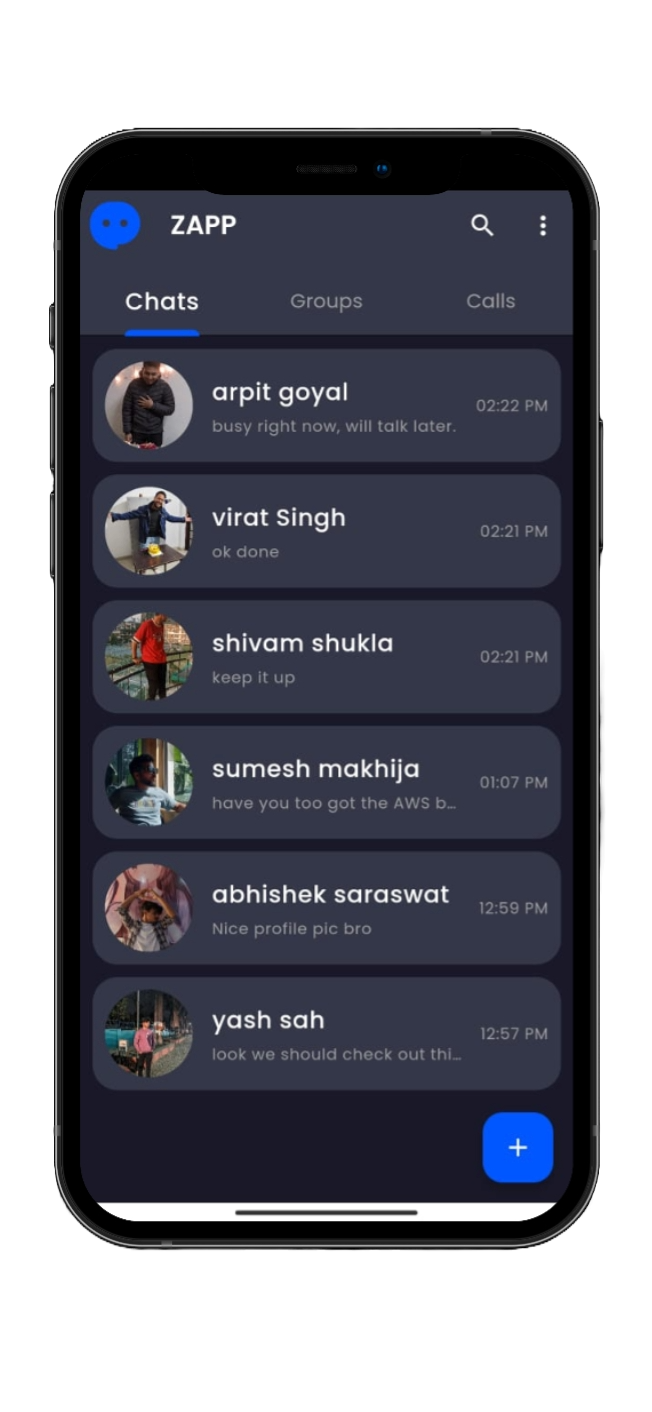 ZAPP
Chats Groups Calls
arpit goyal
busy right now, will talk later.
02:22 PM
virat Singh
ok done
02:21 PM
shivam shukla
keep it up
02:21 PM
sumesh makhija
have you too got the AWS b...
01:07 PM
abhishek saraswat
Nice profile pic bro
12:59 PM
yash sah
look we should check out thi...
12:57 PM
+